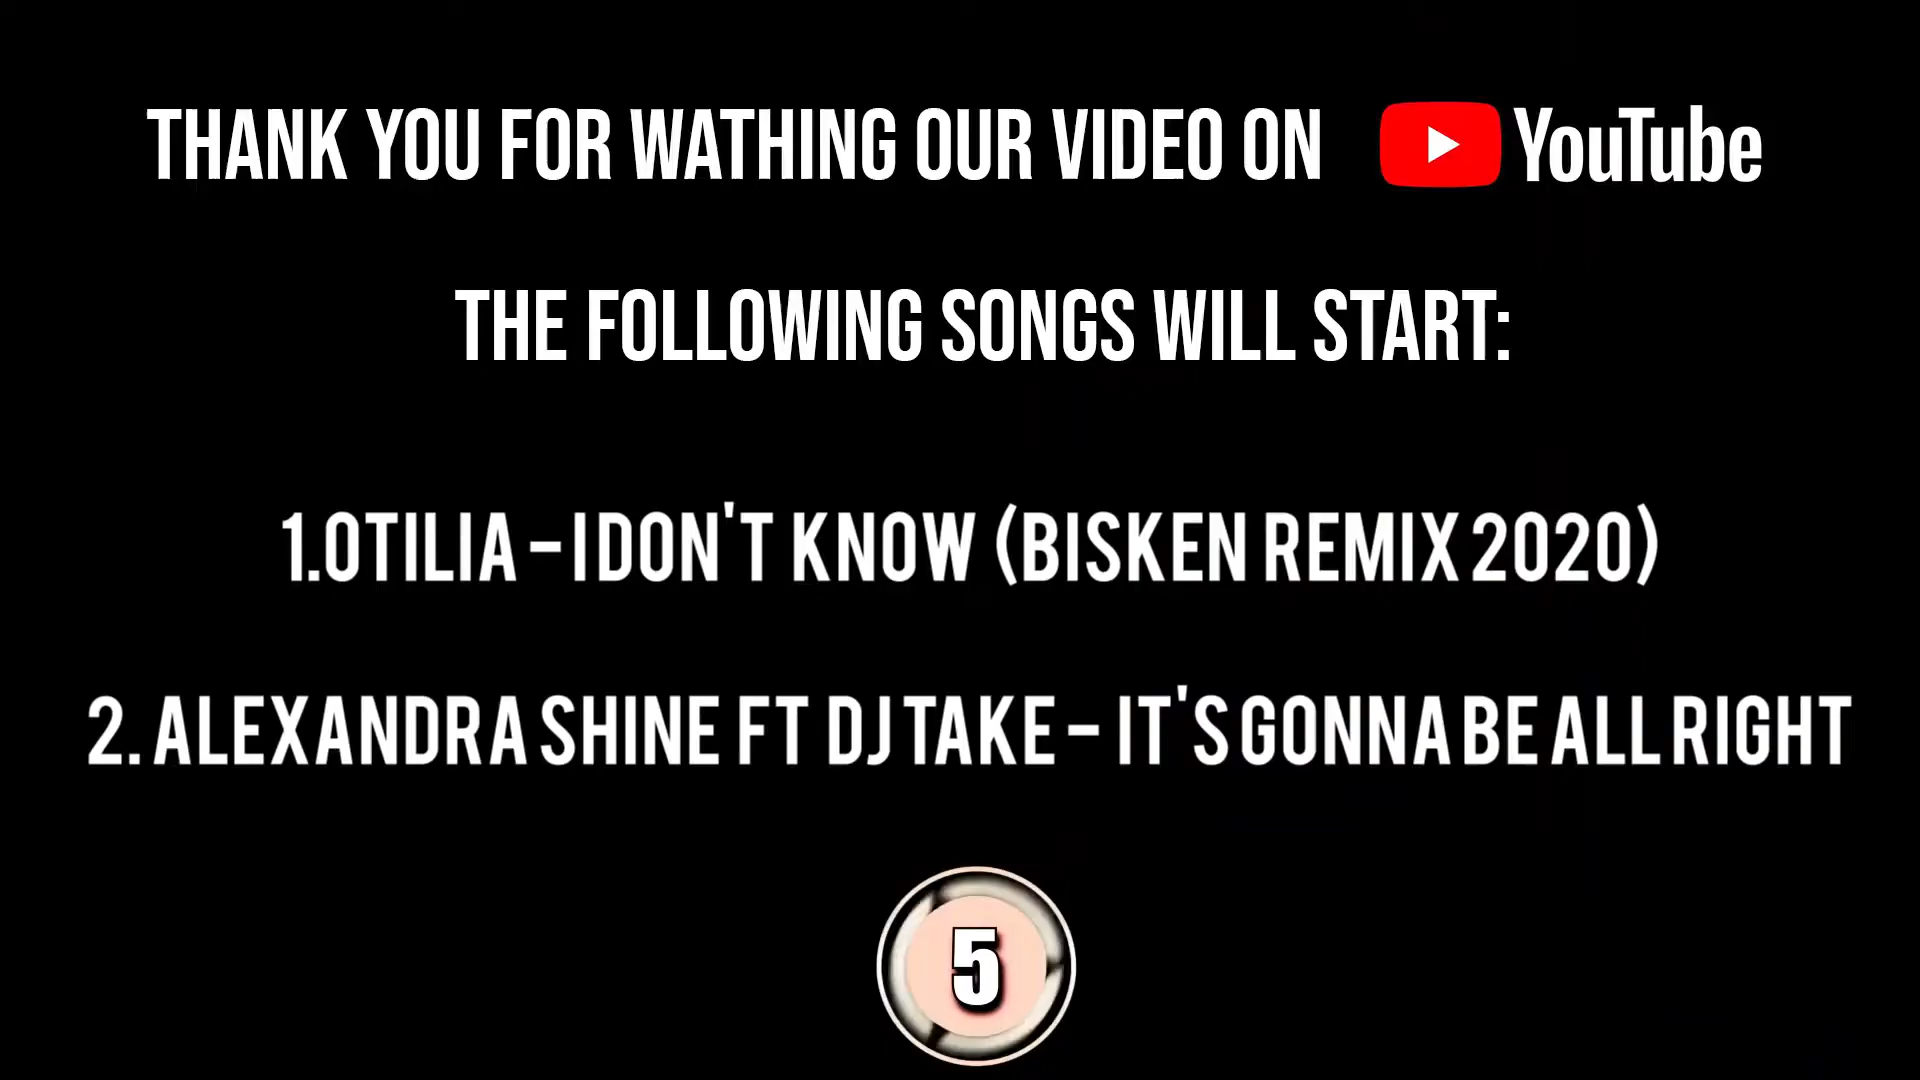 THANK YOU FOR WATHING OUR VIDEO ON YouTube
THE FOLLOWING SONGS WILL START:
1.OTILIA - I DON'T KNOW (BISKEN REMIX 2020)
2. ALEXANDRA SHINE FT DJ TAKE - IT'S GONNA BE ALL RIGHT
5